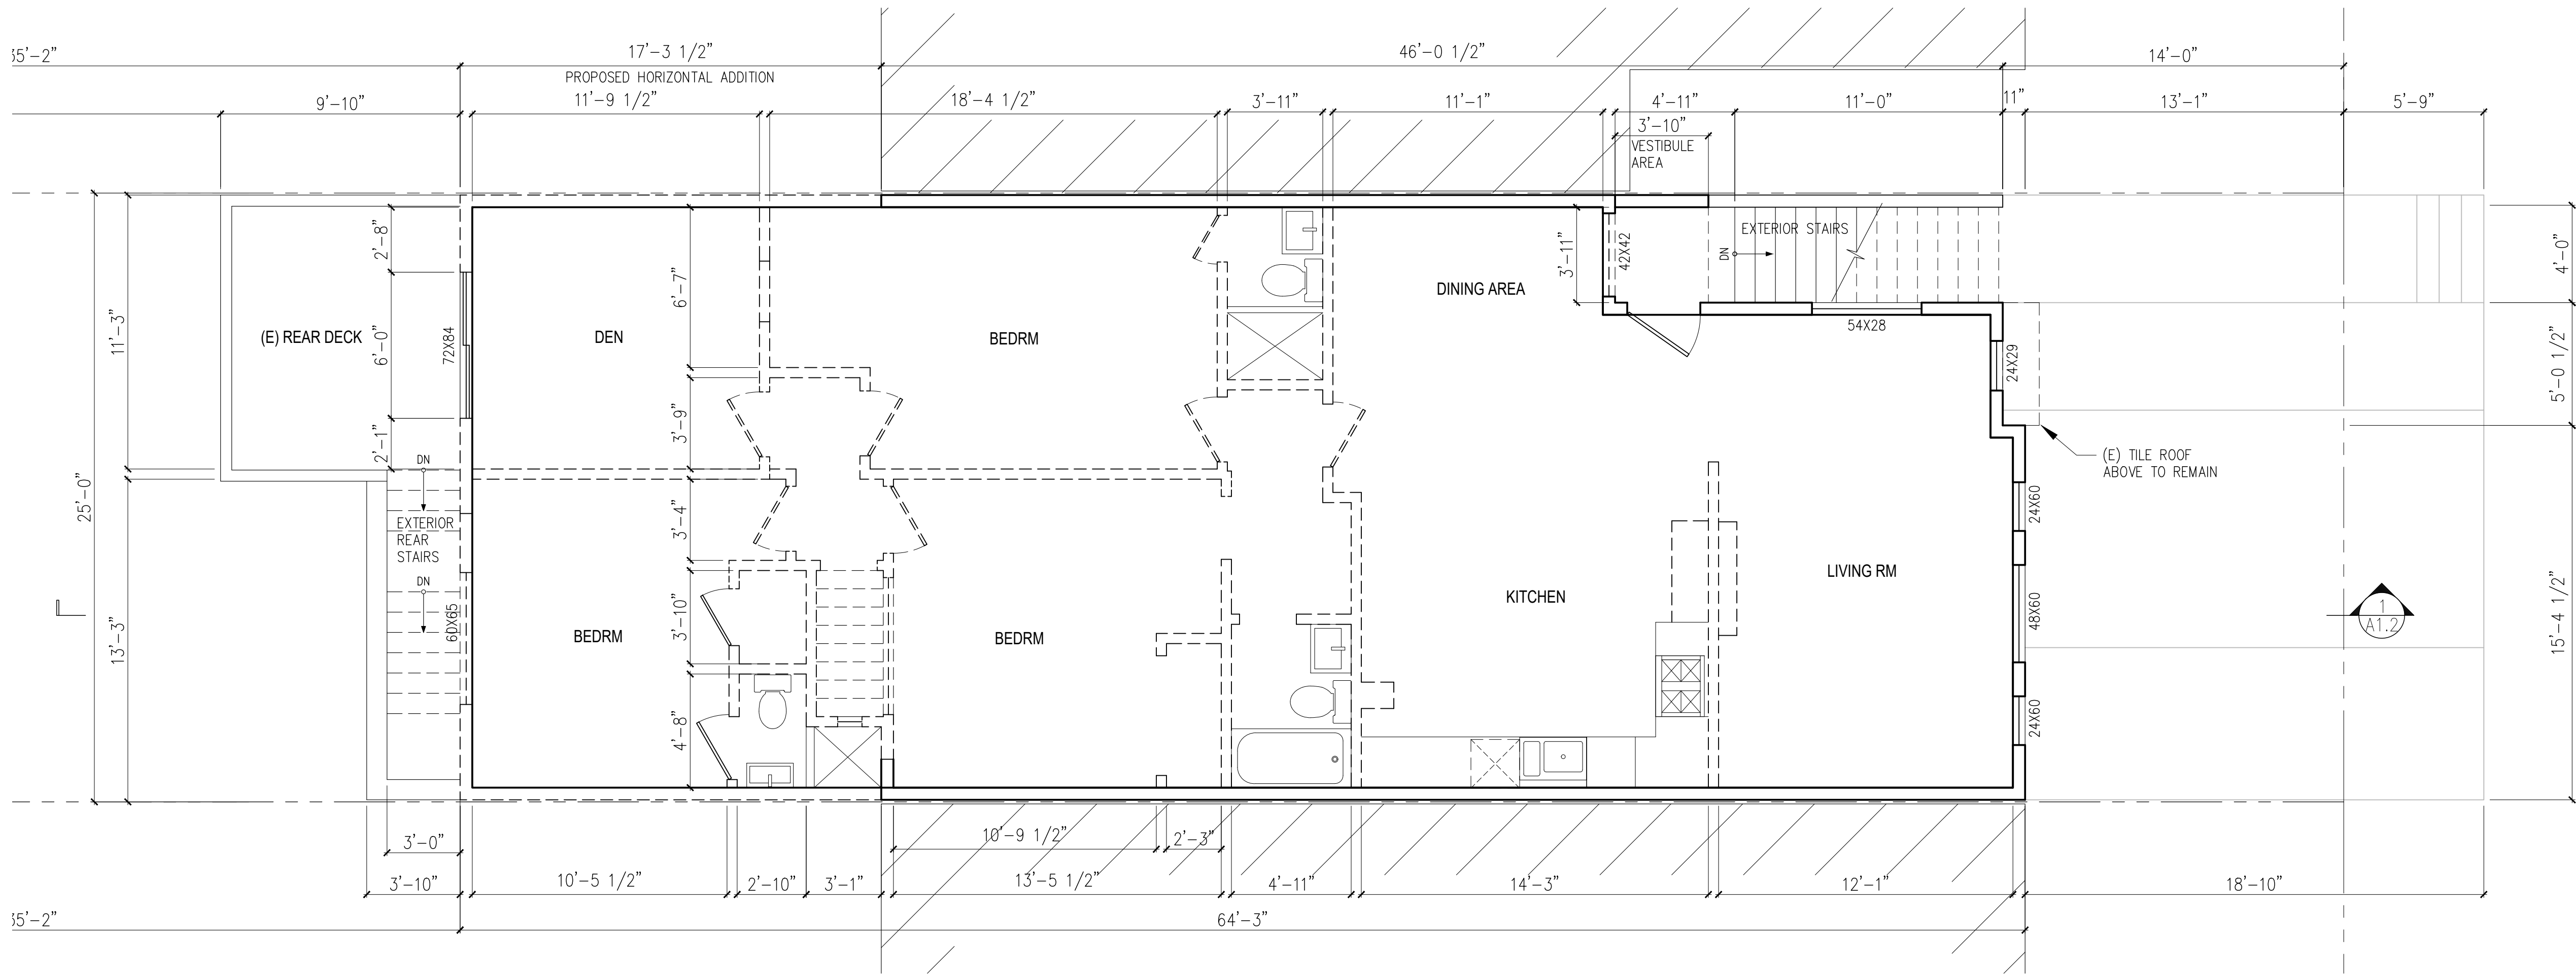 35'-2"
17'-3 1/2"
46'-0 1/2"
14'-0"
PROPOSED HORIZONTAL ADDITION
9'-10"
11'-9 1/2"
18'-4 1/2"
3'-11"
11'-1"
4'-11"
11'-0"
11"
13'-1"
5'-9"
3'-10"
VESTIBULE
AREA
2'-8"
6'-0"
2'-1"
72X84
11'-3"
25'-0"
13'-3"
(E) REAR DECK
DEN
6'-7"
3'-9"
3'-4"
3'-10"
4'-8"
BEDRM
DINING AREA
3'-11"
42X42
DN
EXTERIOR STAIRS
54X28
24X29
4'-0"
5'-0 1/2"
15'-4 1/2"
(E) TILE ROOF
ABOVE TO REMAIN
DN
EXTERIOR
REAR
STAIRS
DN
60X65
BEDRM
BEDRM
KITCHEN
LIVING RM
24X60
48X60
24X60
1
A1.2
3'-0"
10'-9 1/2"
2'-3"
3'-10"
10'-5 1/2"
2'-10"
3'-1"
13'-5 1/2"
4'-11"
14'-3"
12'-1"
18'-10"
35'-2"
64'-3"